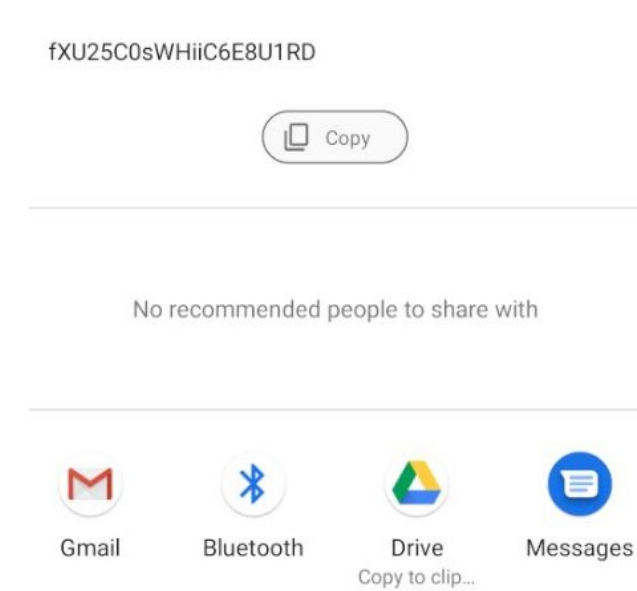 fXU25C0sWHiiC6E8U1RD
Copy
No recommended people to share with
Gmail
Bluetooth
Drive
Copy to clip...
Messages